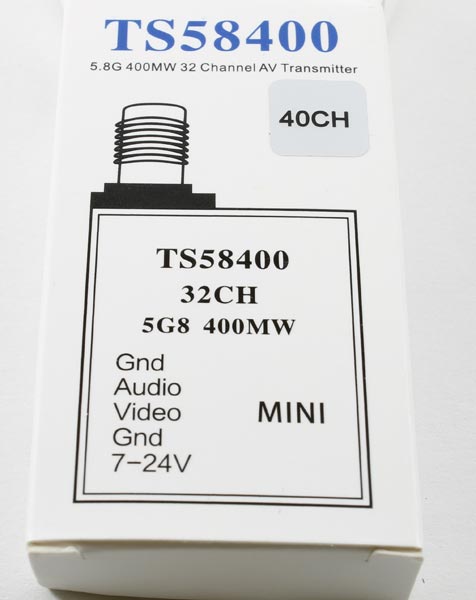 TS58400
5.8G 400MW 32 Channel AV Transmitter
40CH
TS58400
32CH
5G8 400MW
Gnd
Audio
Video
Gnd
7-24V
MINI